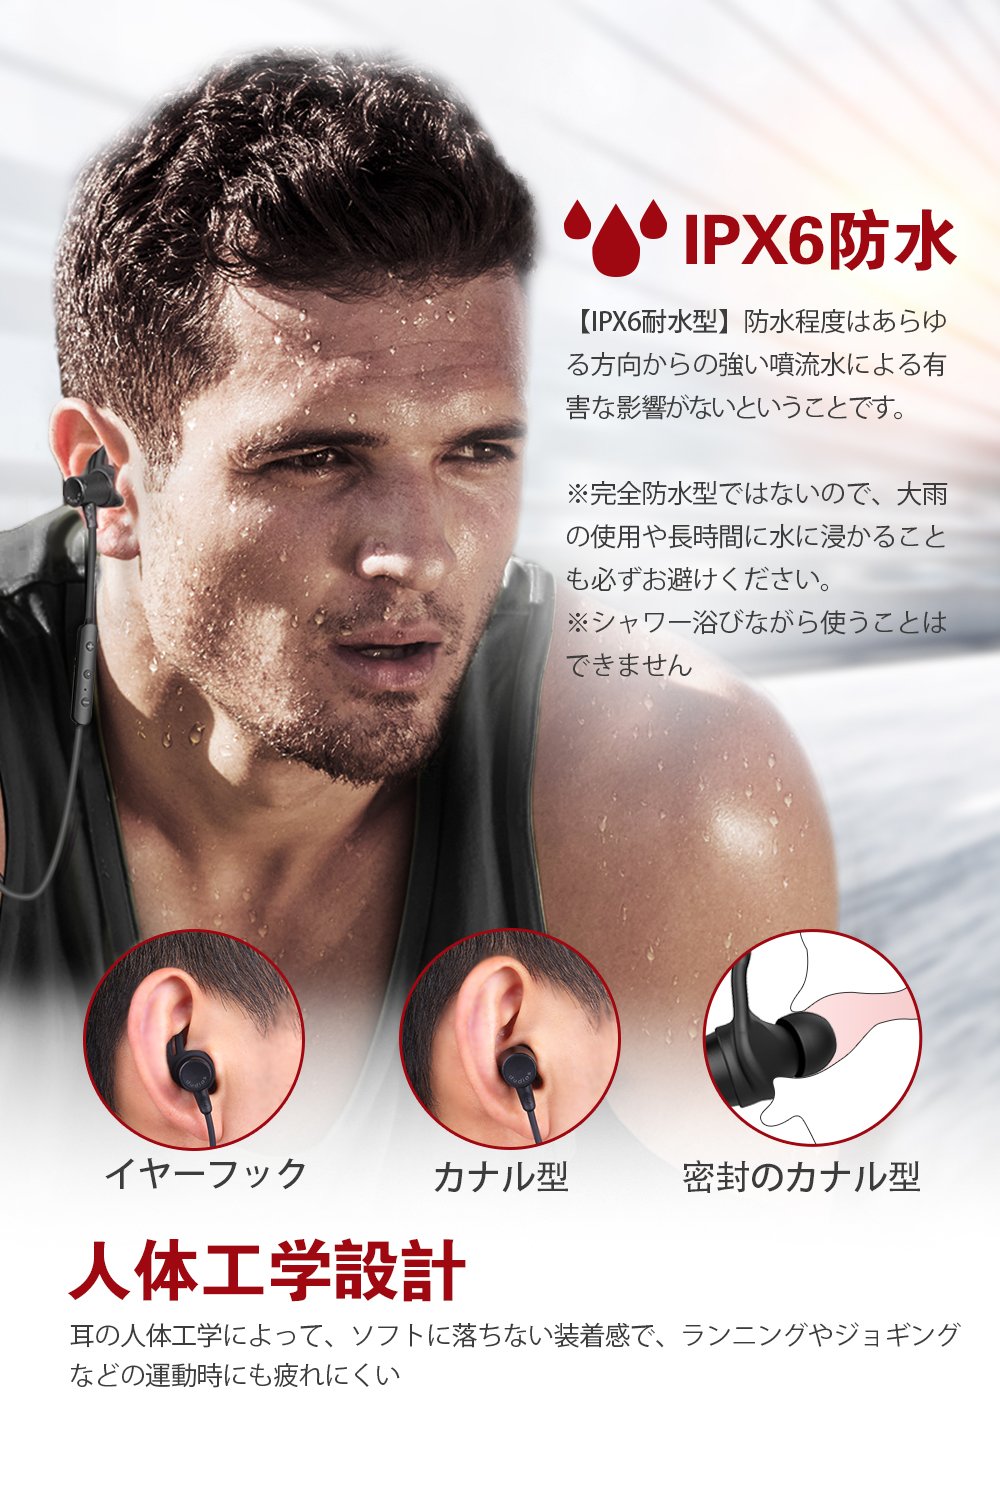 IPX6防水
【IPX6耐水型】防水程度はあらゆ
る方向からの強い噴流水による有
害な影響がないということです。
※完全防水型ではないので、大雨
の使用や長時間に水に浸かること
も必ずお避けください。
※シャワー浴びながら使うことは
できません
イヤーフック
カナル型
密封のカナル型
人体工学設計
耳の人体工学によって、ソフトに落ちない装着感で、ランニングやジョギング
などの運動時にも疲れにくい